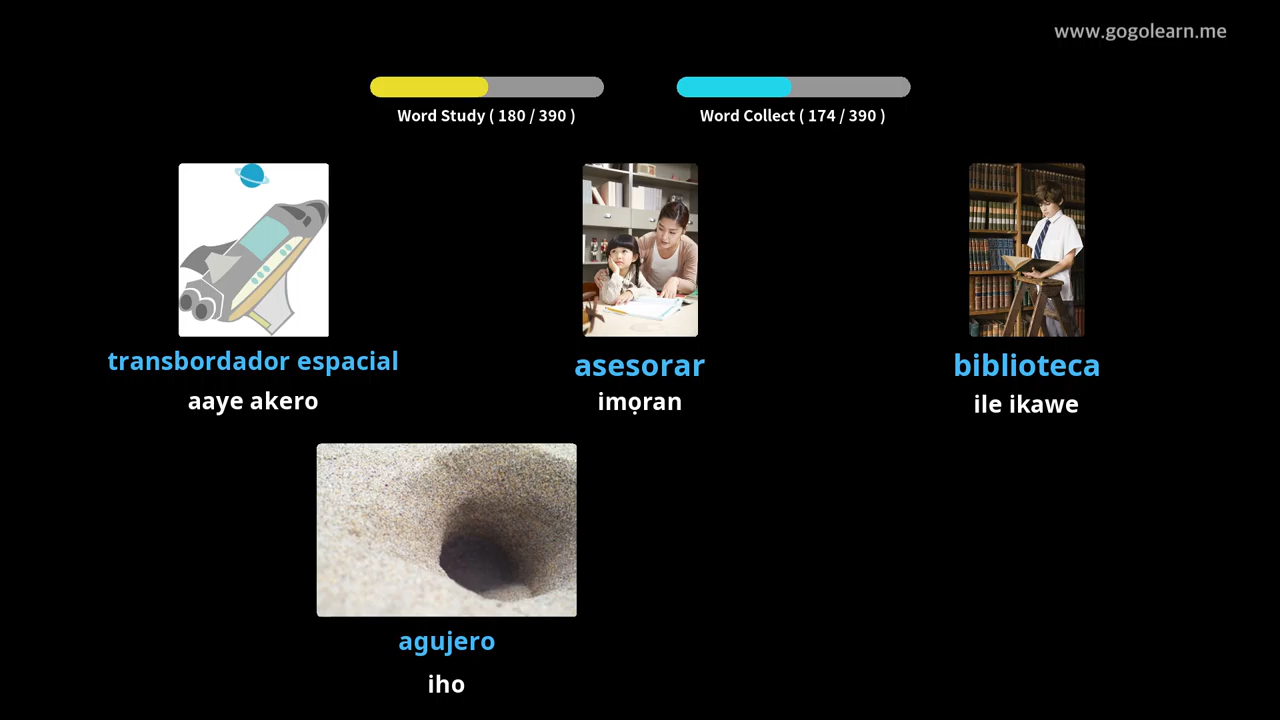 www.gogolearn.me
Word Study ( 180 / 390 )
Word Collect ( 174 / 390 )
transbordador espacial
aaye akero
asesorar
imọran
biblioteca
ile ikawe
agujero
iho